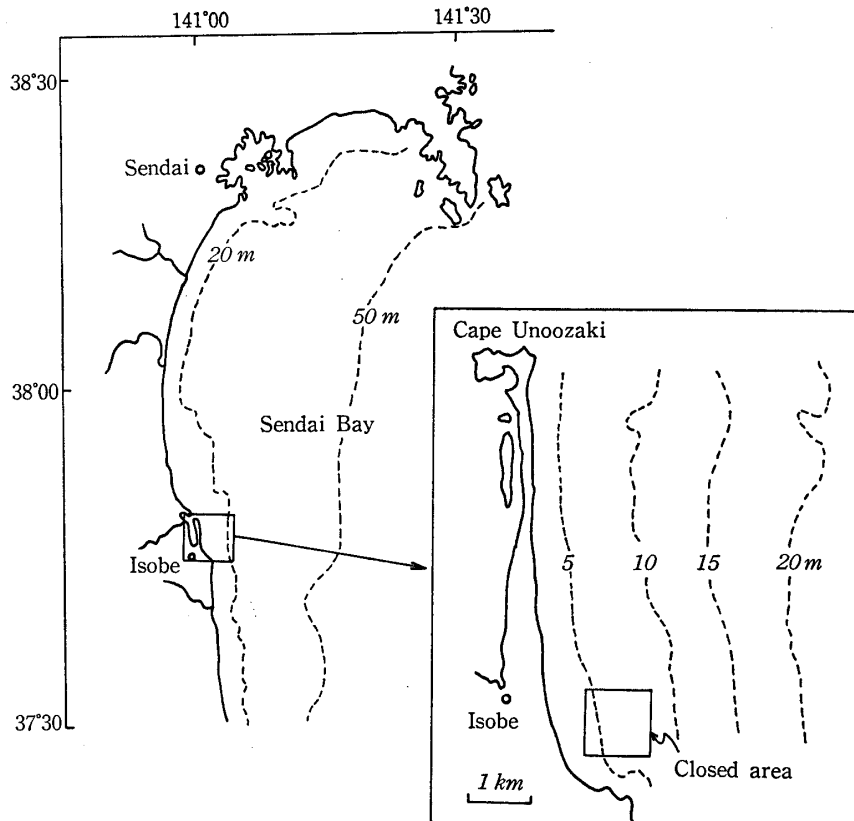 141°00
141°30
38°30
Sendai
20 m
50 m
Cape Unoozaki
38°00
Sendai Bay
5
10
15
20 m
Isobe
Isobe
37°30
Closed area
1 km